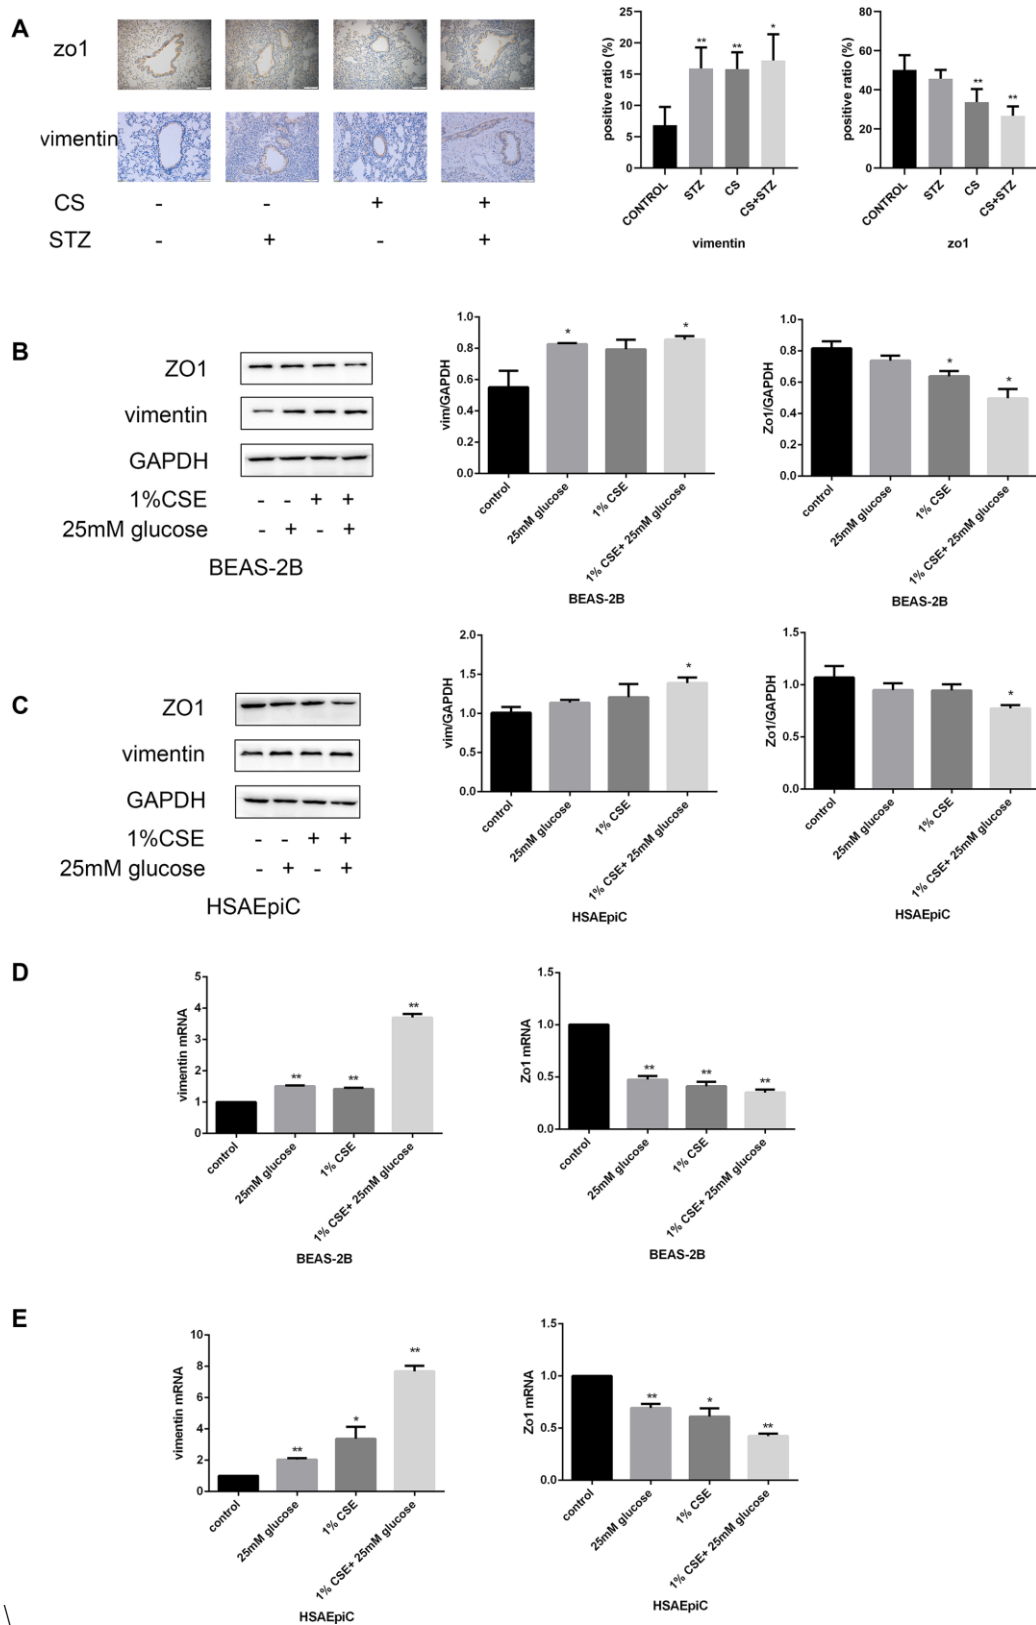 A
zo1
vimentin
CS - - + +
STZ - + - +
positive ratio (%)
25
20
15
10
5
0
** ** *
CONTROL STZ CS CS+STZ
vimentin
positive ratio (%)
80
60
40
20
0
** **
CONTROL STZ CS CS+STZ
zo1
B
ZO1
vimentin
GAPDH
1%CSE - - + +
25mM glucose - + - +
BEAS-2B
vim/GAPDH
1.0
0.8
0.6
0.4
0.2
0.0
* *
control 25mM glucose 1% CSE 1% CSE+ 25mM glucose
BEAS-2B
Zo1/GAPDH
1.0
0.8
0.6
0.4
0.2
0.0
* *
control 25mM glucose 1% CSE 1% CSE+ 25mM glucose
BEAS-2B
C
ZO1
vimentin
GAPDH
1%CSE - - + +
25mM glucose - + - +
HSAEpiC
vim/GAPDH
2.0
1.5
1.0
0.5
0.0
*
control 25mM glucose 1% CSE 1% CSE+ 25mM glucose
HSAEpiC
Zo1/GAPDH
1.5
1.0
0.5
0.0
*
control 25mM glucose 1% CSE 1% CSE+ 25mM glucose
HSAEpiC
D
vimentin mRNA
5
4
3
2
1
0
** ** **
control 25mM glucose 1% CSE 1% CSE+ 25mM glucose
BEAS-2B
Zo1 mRNA
1.5
1.0
0.5
0.0
** ** **
control 25mM glucose 1% CSE 1% CSE+ 25mM glucose
BEAS-2B
E
vimentin mRNA
10
8
6
4
2
0
** * **
control 25mM glucose 1% CSE 1% CSE+ 25mM glucose
HSAEpiC
Zo1 mRNA
1.5
1.0
0.5
0.0
** * **
control 25mM glucose 1% CSE 1% CSE+ 25mM glucose
HSAEpiC
\